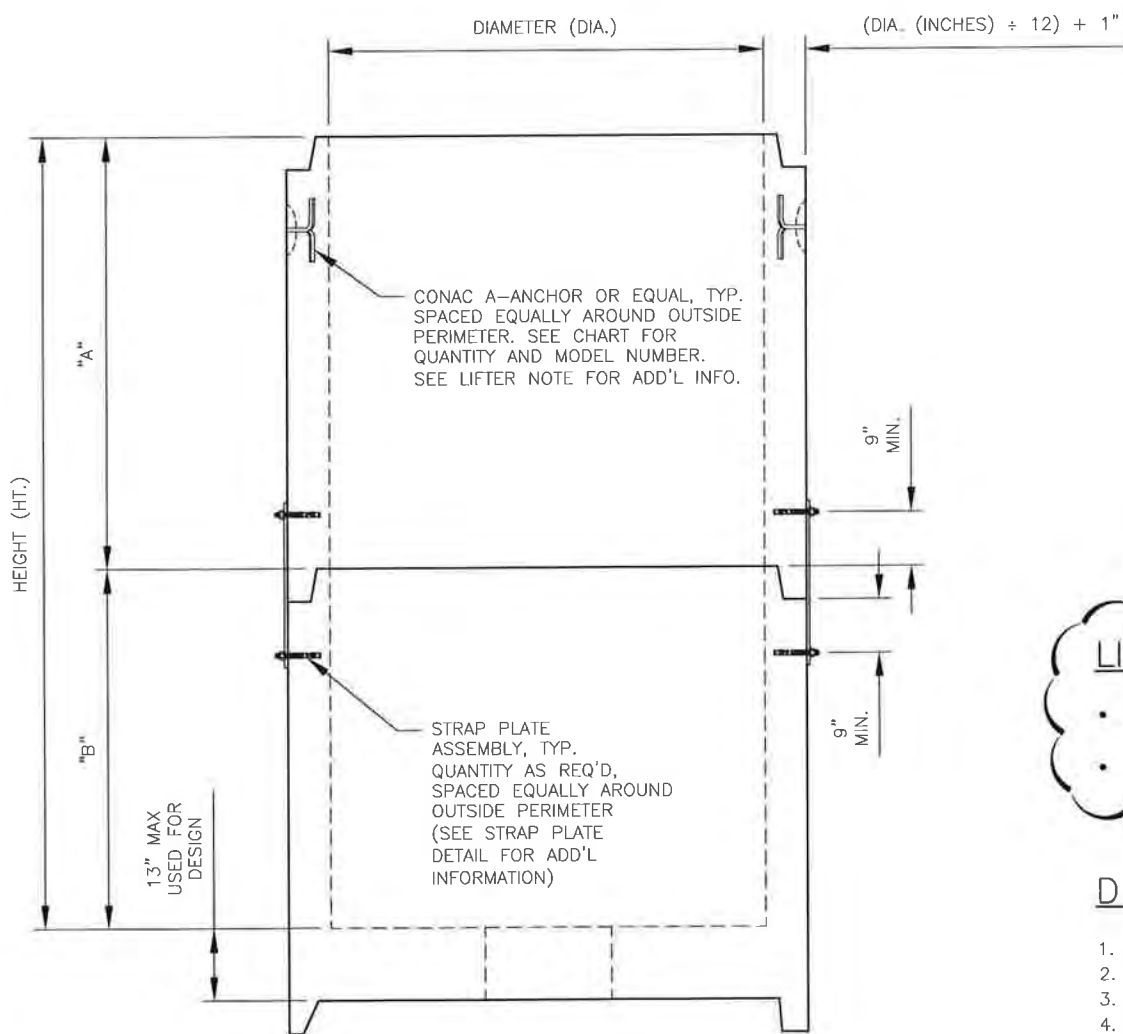 DIAMETER (DIA.)
(DIA. (INCHES) ÷ 12) + 1"
HEIGHT (HT.)
"A"
CONAC A-ANCHOR OR EQUAL, TYP.
SPACED EQUALLY AROUND OUTSIDE
PERIMETER. SEE CHART FOR
QUANTITY AND MODEL NUMBER.
SEE LIFTER NOTE FOR ADD'L INFO.
9"
MIN.
"B"
STRAP PLATE
ASSEMBLY, TYP.
QUANTITY AS REQ'D,
SPACED EQUALLY AROUND
OUTSIDE PERIMETER
(SEE STRAP PLATE
DETAIL FOR ADD'L
INFORMATION)
9"
MIN.
13" MAX
USED FOR
DESIGN
LI
•
•
D
1.
2.
3.
4.